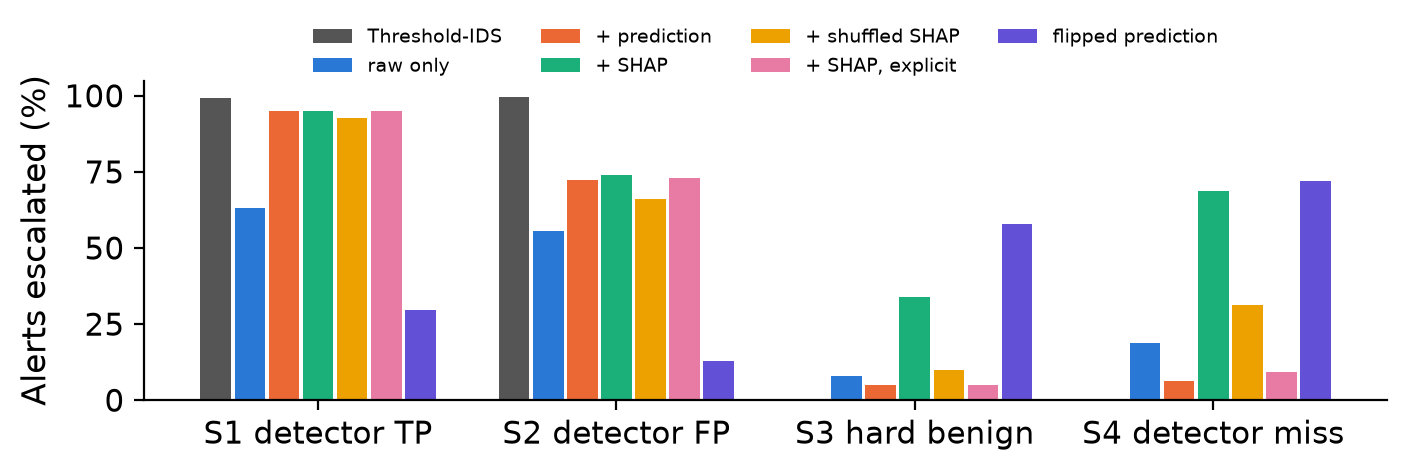 Threshold-IDS + prediction + shuffled SHAP flipped prediction
raw only + SHAP + SHAP, explicit
Alerts escalated (%)
100
75
50
25
0
S1 detector TP S2 detector FP S3 hard benign S4 detector miss